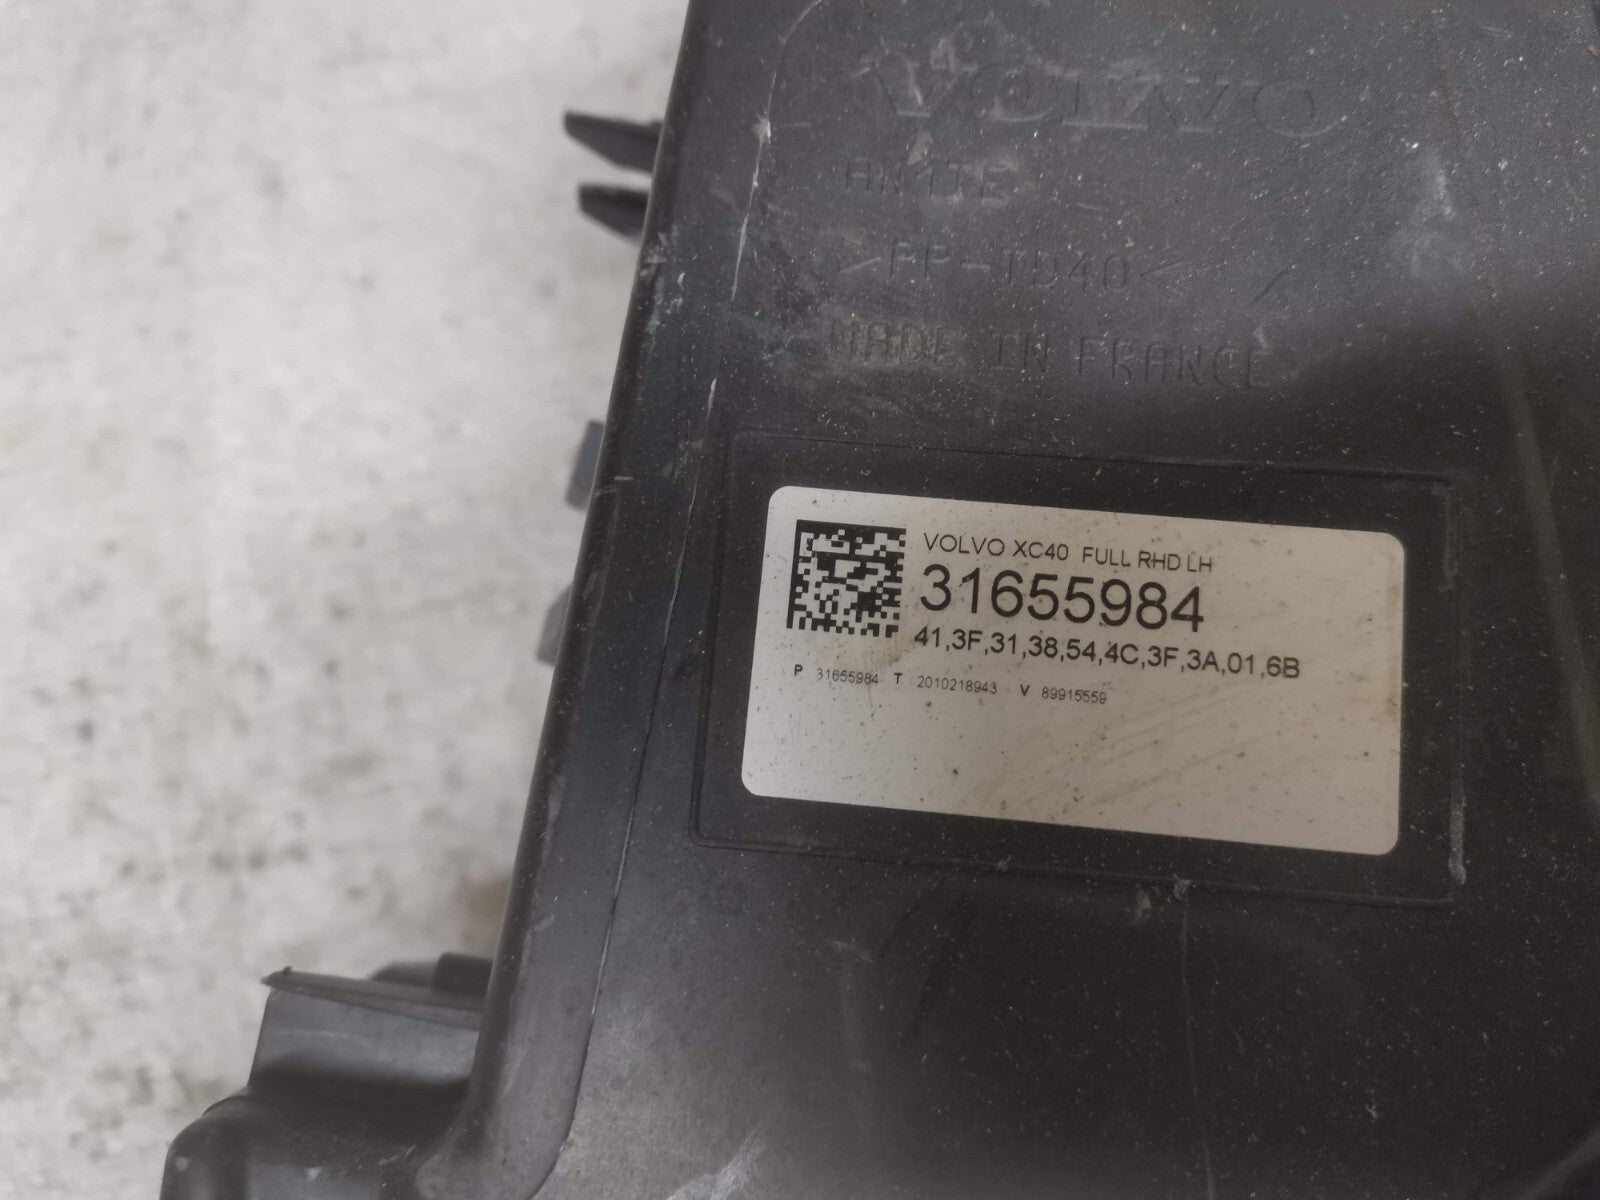 VOLVO
>PP-TD40<
MADE IN FRANCE
VOLVO XC40 FULL RHD LH
31655984
41,3F,31,38,54,4C,3F,3A,01,6B
P 31655984 T 2010218943 V 89915559